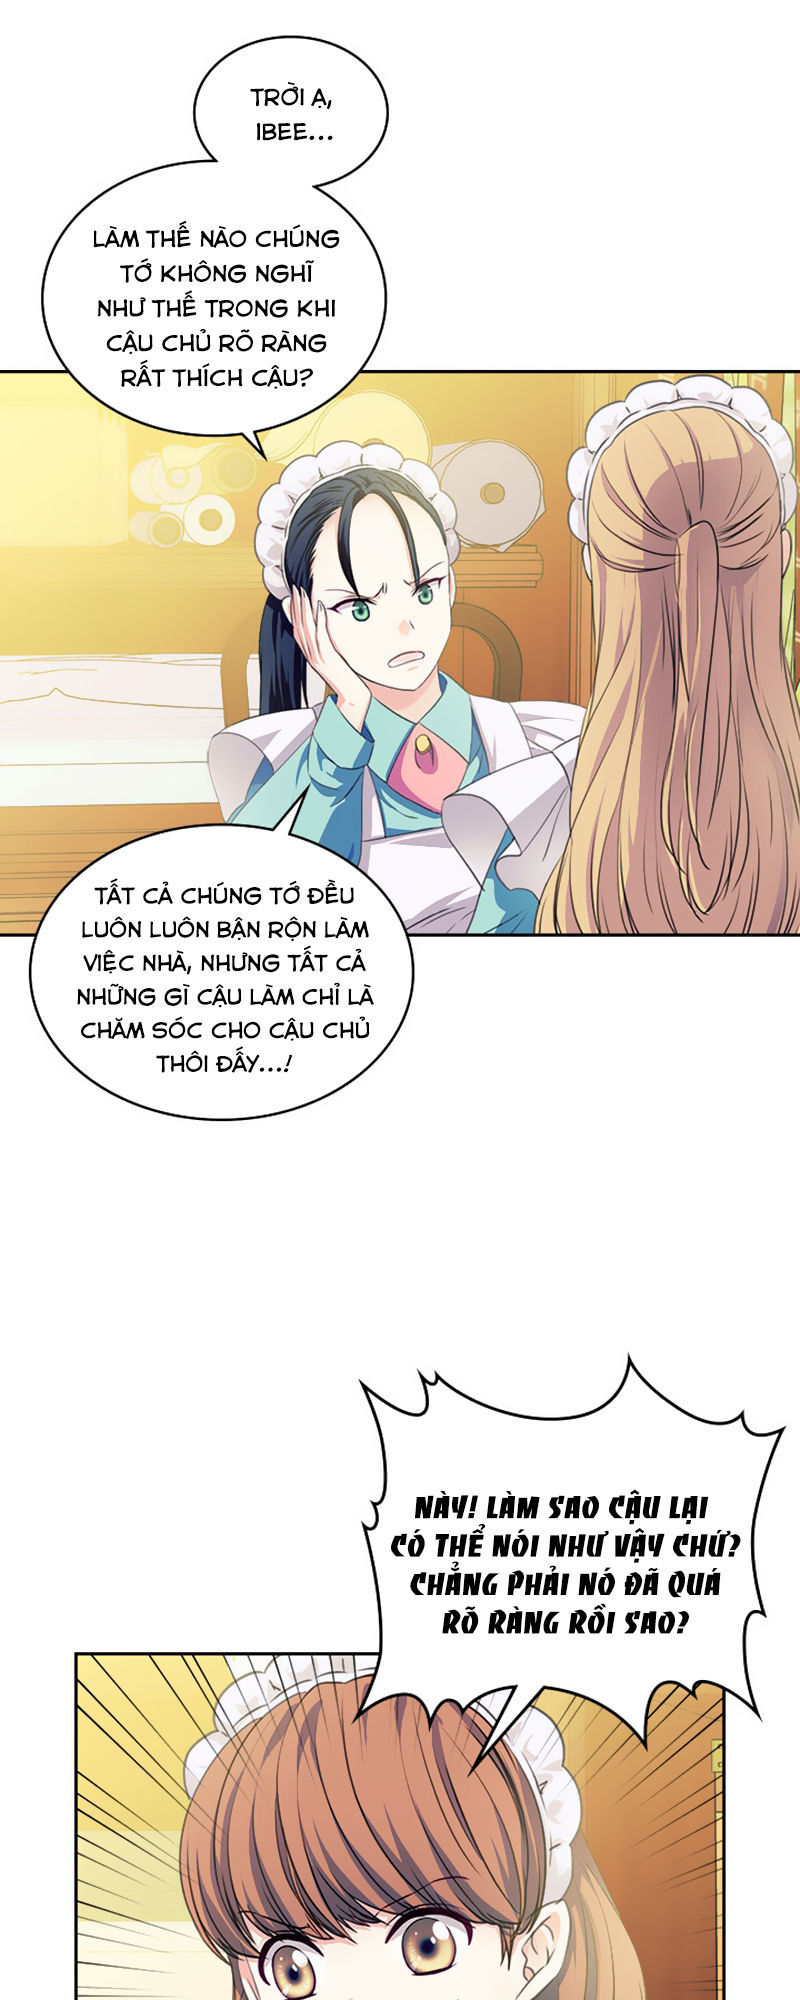 TRỜI Ạ,
IBEE...
LÀM THẾ NÀO CHÚNG
TỚ KHÔNG NGHĨ
NHƯ THẾ TRONG KHI
CẬU CHỦ RÕ RÀNG
RẤT THÍCH CẬU?
TẤT CẢ CHÚNG TỚ ĐỀU
LUÔN LUÔN BẬN RỘN LÀM
VIỆC NHÀ, NHƯNG TẤT CẢ
NHỮNG GÌ CẬU LÀM CHỈ LÀ
CHĂM SÓC CHO CẬU CHỦ
THÔI ĐẤY...!
NÀY! LÀM SAO CẬU LẠI
CÓ THỂ NÓI NHƯ VẬY CHỨ?
CHẲNG PHẢI NÓ ĐÃ QUÁ
RÕ RÀNG RỒI SAO?